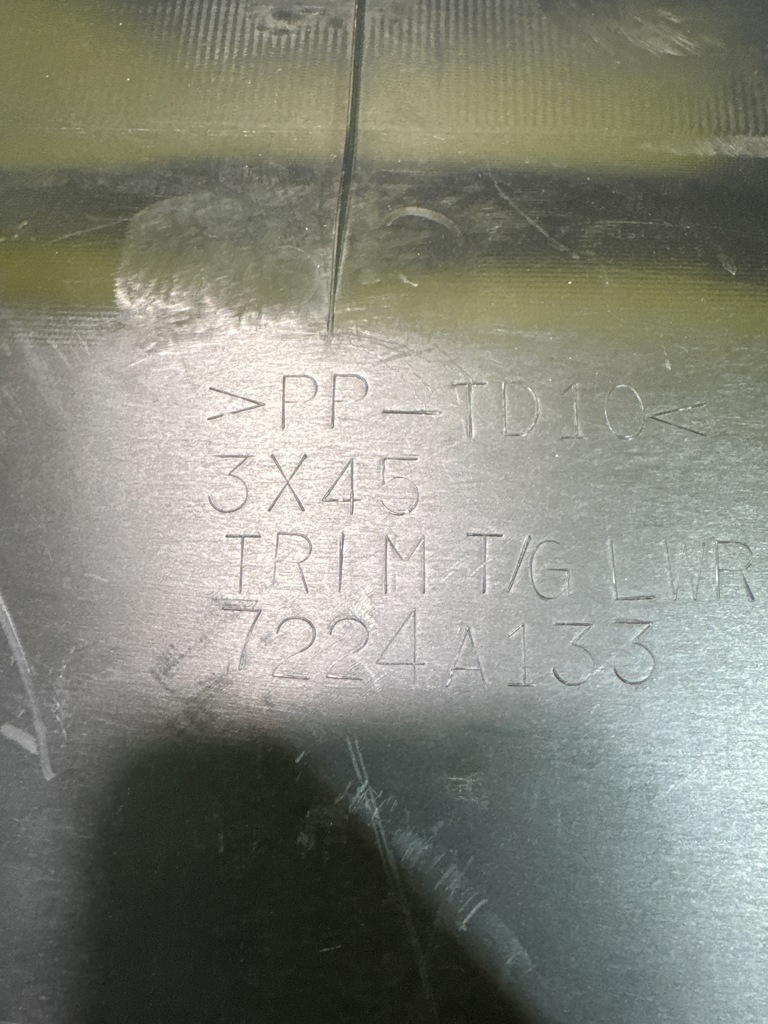 >PP-TD10<
3X45
TRIM T/G LWR
7224A133